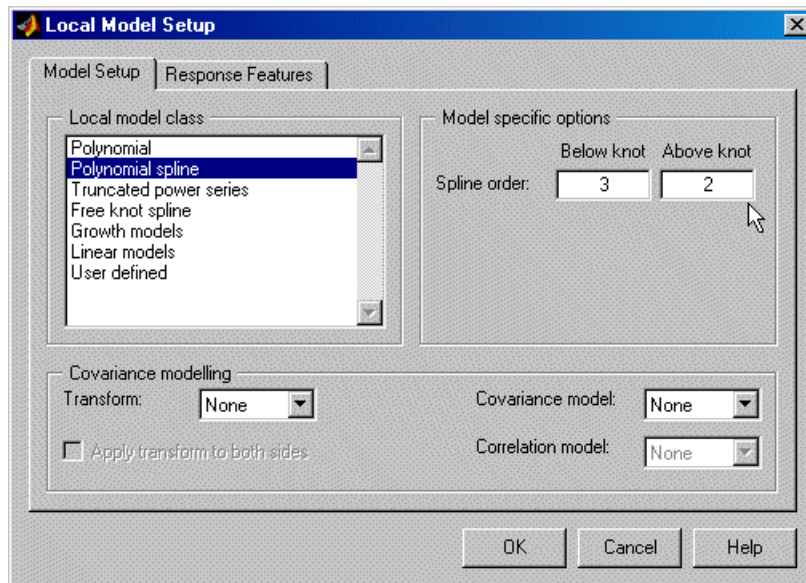 Local Model Setup
Model Setup
Response Features
Local model class
Polynomial
Polynomial spline
Truncated power series
Free knot spline
Growth models
Linear models
User defined
Model specific options
Below knot Above knot
Spline order: 3 2
Covariance modelling
Transform: None
Apply transform to both sides
Covariance model: None
Correlation model: None
OK Cancel Help